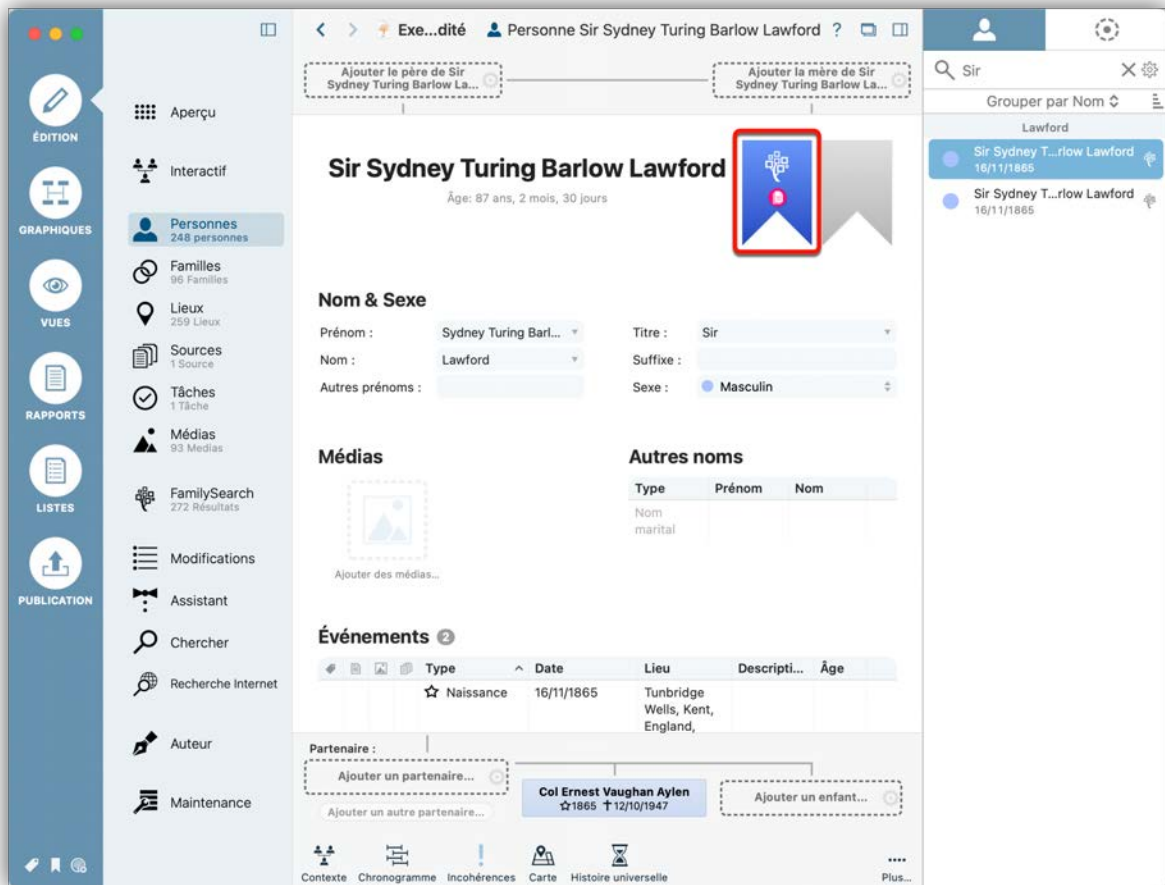 Exe...dité
Personne Sir Sydney Turing Barlow Lawford
?
Ajouter le père de Sir
Sydney Turing Barlow La...
Ajouter la mère de Sir
Sydney Turing Barlow La...
ÉDITION
GRAPHIQUES
VUES
RAPPORTS
LISTES
PUBLICATION
Aperçu
Interactif
Personnes
248 personnes
Familles
96 Familles
Lieux
259 Lieux
Sources
1 Source
Tâches
1 Tâche
Médias
93 Medias
FamilySearch
272 Résultats
Modifications
Assistant
Chercher
Recherche Internet
Auteur
Maintenance
Sir Sydney Turing Barlow Lawford
Âge: 87 ans, 2 mois, 30 jours
Nom & Sexe
Prénom : Sydney Turing Barl...
Titre : Sir
Nom : Lawford
Suffixe :
Autres prénoms :
Sexe : Masculin
Médias
Ajouter des médias...
Autres noms
Type Prénom Nom
Nom
marital
Événements 2
Type Date Lieu Descripti... Âge
Naissance 16/11/1865 Tunbridge
Wells, Kent,
England,
Partenaire :
Ajouter un partenaire...
Ajouter un autre partenaire...
Col Ernest Vaughan Aylen
☆1865 ✝12/10/1947
Ajouter un enfant...
Contexte Chronogramme Incohérences Carte Histoire universelle Plus...
Sir
Grouper par Nom
Lawford
Sir Sydney T...rlow Lawford
16/11/1865
Sir Sydney T...rlow Lawford
16/11/1865